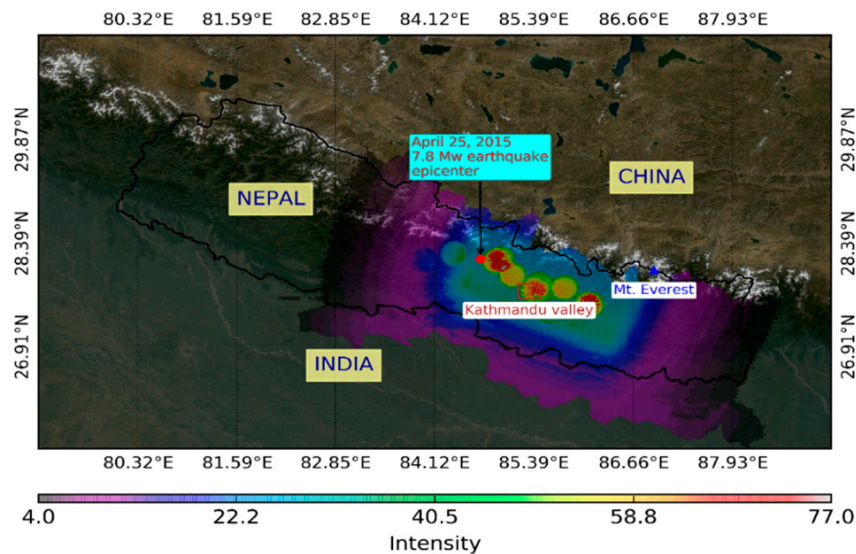 80.32°E 81.59°E 82.85°E 84.12°E 85.39°E 86.66°E 87.93°E
29.87°N
28.39°N
26.91°N
April 25, 2015
7.8 Mw earthquake
epicenter
NEPAL
CHINA
Mt. Everest
Kathmandu valley
INDIA
29.87°N
28.39°N
26.91°N
80.32°E 81.59°E 82.85°E 84.12°E 85.39°E 86.66°E 87.93°E
4.0 22.2 40.5 58.8 77.0
Intensity